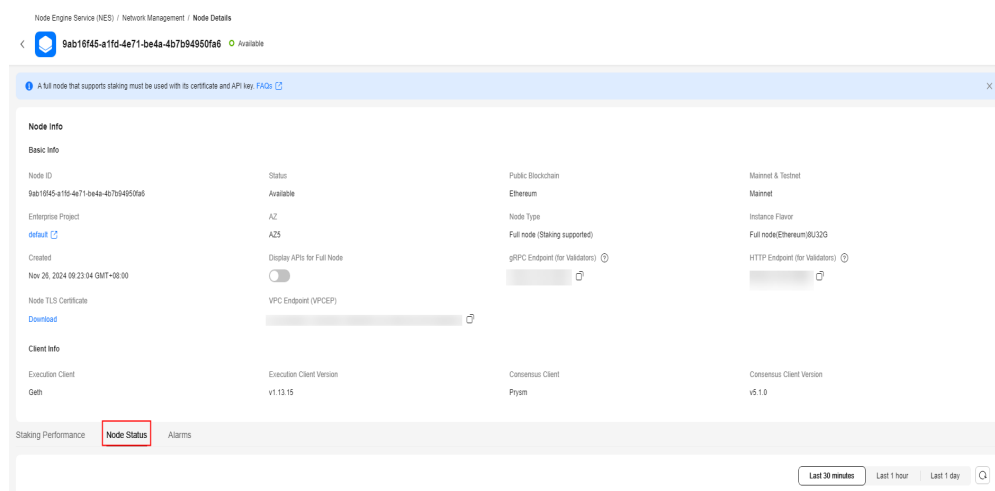 Node Engine Service (NES) / Network Management / Node Details
9ab16f45-a1fd-4e71-be4a-4b7b94950fa6 Available
A full node that supports staking must be used with its certificate and API key. FAQs
Node Info
Basic Info
Node ID Status Public Blockchain Mainnet & Testnet
9ab16f45-a1fd-4e71-be4a-4b7b94950fa6 Available Ethereum Mainnet
Enterprise Project AZ Node Type Instance Flavor
default AZ5 Full node (Staking supported) Full node(Ethereum)8U32G
Created Display APIs for Full Node gRPC Endpoint (for Validators) HTTP Endpoint (for Validators)
Nov 26, 2024 09:23:04 GMT+08:00
Node TLS Certificate VPC Endpoint (VPCEP)
Download
Client Info
Execution Client Execution Client Version Consensus Client Consensus Client Version
Geth v1.13.15 Prysm v5.1.0
Staking Performance Node Status Alarms
Last 30 minutes Last 1 hour Last 1 day